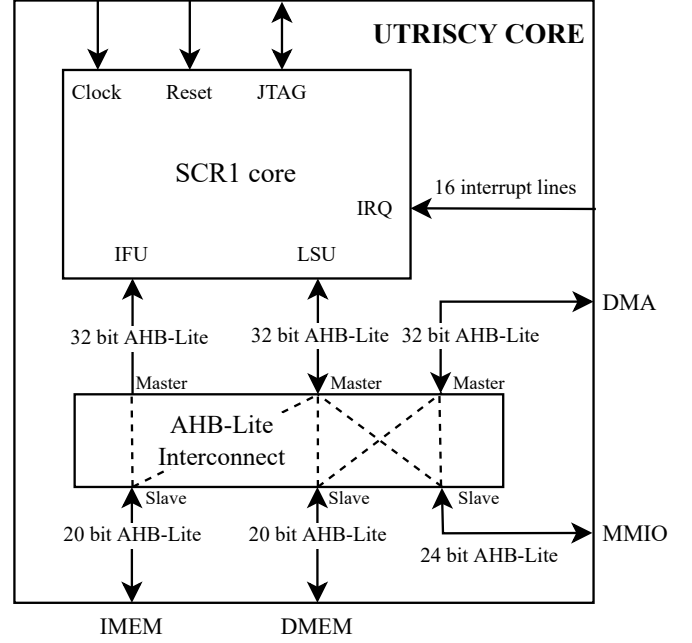 UTRISCY CORE
Clock
Reset
JTAG
SCR1 core
16 interrupt lines
IRQ
IFU
LSU
DMA
32 bit AHB-Lite
32 bit AHB-Lite
32 bit AHB-Lite
Master
Master
Master
AHB-Lite
Interconnect
Slave
Slave
Slave
20 bit AHB-Lite
20 bit AHB-Lite
MMIO
24 bit AHB-Lite
IMEM
DMEM